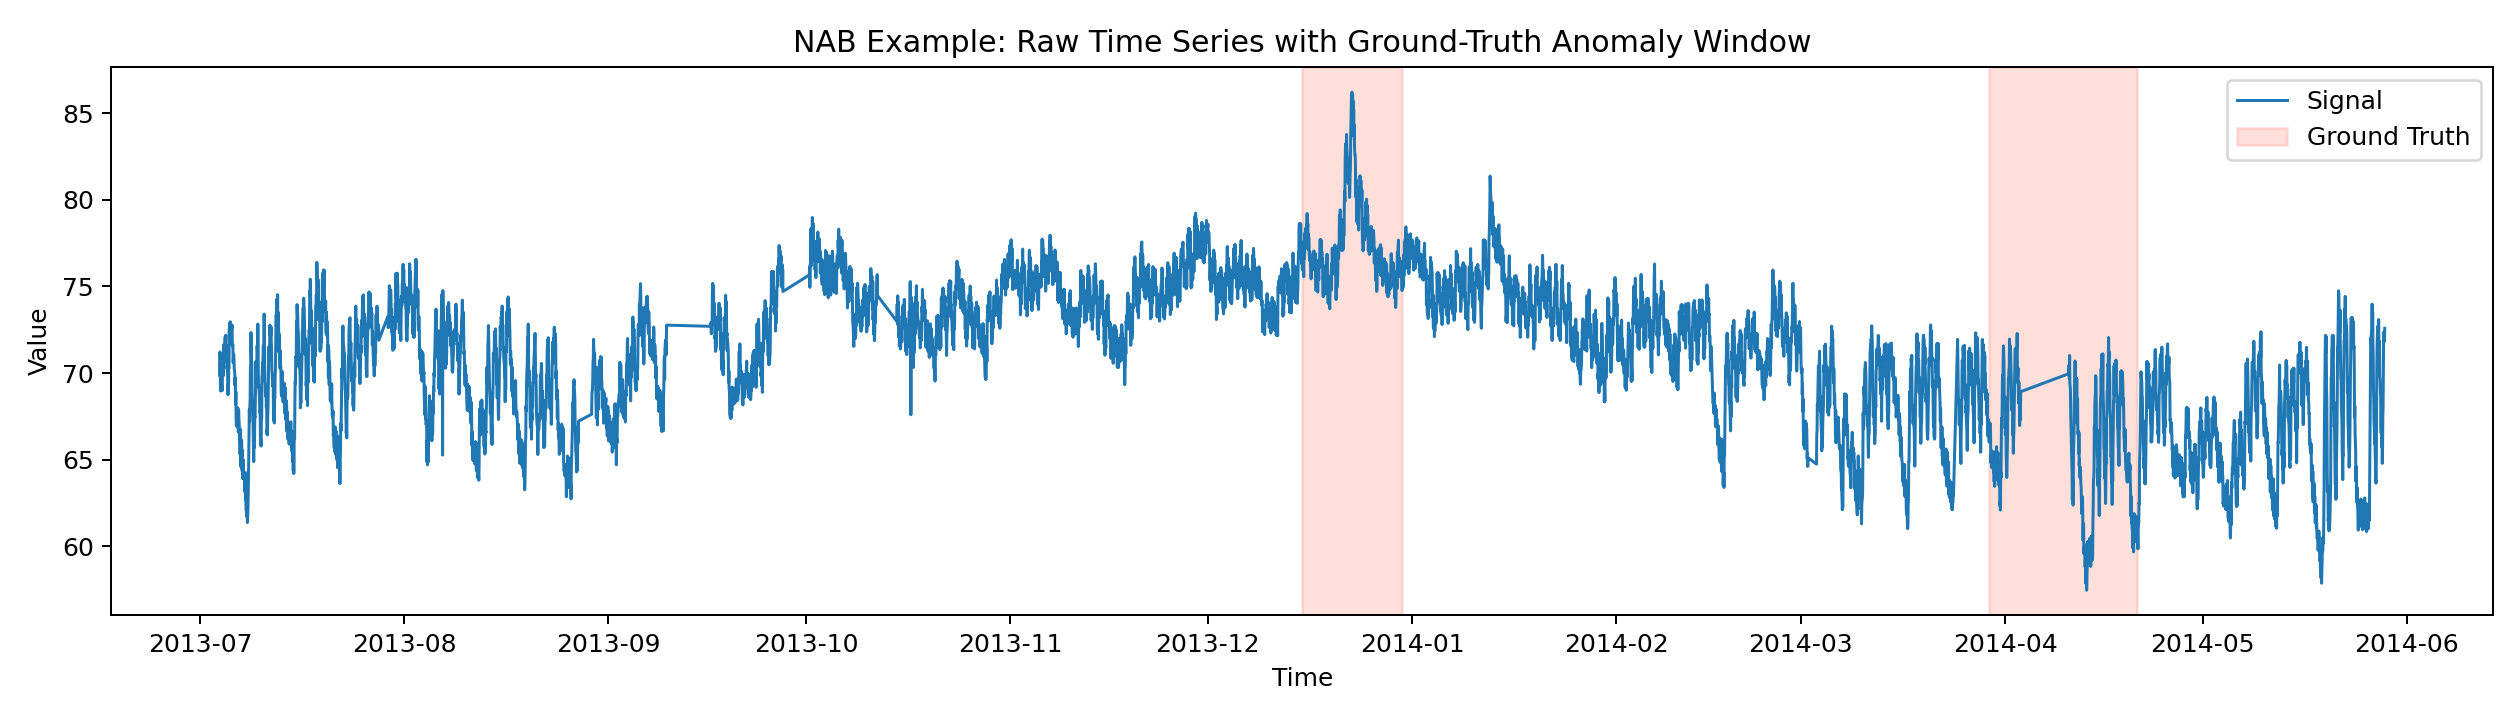 NAB Example: Raw Time Series with Ground-Truth Anomaly Window
Signal
Ground Truth
85
80
75
70
65
60
Value
2013-07 2013-08 2013-09 2013-10 2013-11 2013-12 2014-01 2014-02 2014-03 2014-04 2014-05 2014-06
Time